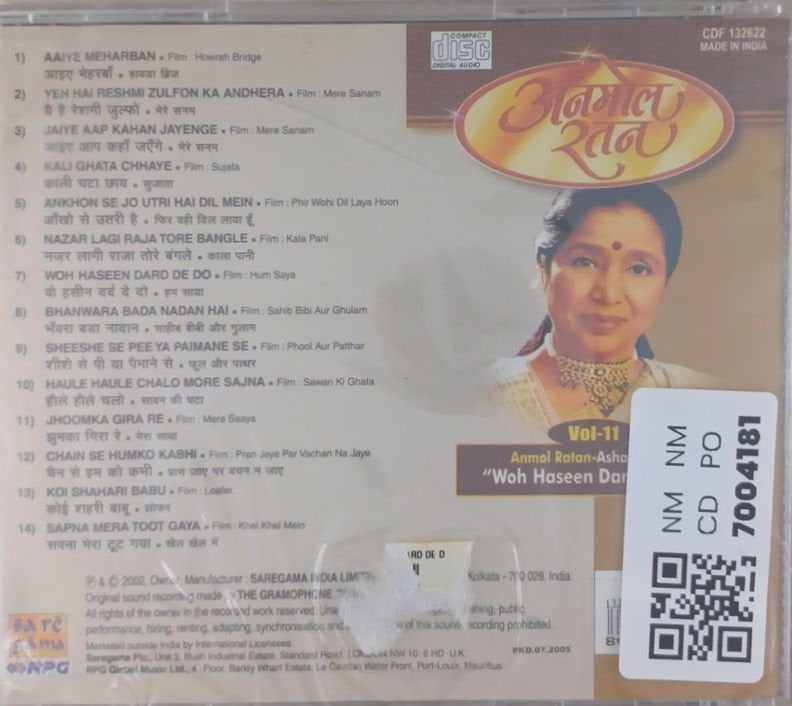 1) AAIYE MEHARBAN • Film : Howrah Bridge
आइए मेहरबाँ • हावडा ब्रिज
2) YEH HAI RESHMI ZULFON KA ANDHERA • Film : Mere Sanam
ये है रेशमी जुल्फों • मेरे सनम
3) JAIYE AAP KAHAN JAYENGE • Film : Mere Sanam
जाइए आप कहाँ जाएँगे • मेरे सनम
4) KALI GHATA CHHAYE • Film : Sujata
काली घटा छाय • सुजाता
5) ANKHON SE JO UTRI HAI DIL MEIN • Film : Phir Wohi Dil Laya Hoon
आँखो से उतरी है • फिर वही दिल लाया हूँ
6) NAZAR LAGI RAJA TORE BANGLE • Film : Kala Pani
नजर लागी राजा तोरे बंगले • काला पानी
7) WOH HASEEN DARD DE DO • Film : Hum Saya
वो हसीन दर्द दे दो • हम साया
8) BHANWARA BADA NADAN HAI • Film : Sahib Bibi Aur Ghulam
भँवरा बडा नादान • साहीब बीबी और गुलाम
9) SHEESHE SE PEE YA PAIMANE SE • Film : Phool Aur Patthar
शीशे से पी या पैमाने से • फूल और पत्थर
10) HAULE HAULE CHALO MORE SAJNA • Film : Sawan Ki Ghata
हौले हौले चलो • सावन की घटा
11) JHOOMKA GIRA RE • Film : Mera Saaya
झुमका गिरा रे • मेरा साया
12) CHAIN SE HUMKO KABHI • Film : Pran Jaye Par Vachan Na Jaye
चैन से हम को कभी • प्राण जाए पर वचन न जाए
13) KOI SHAHARI BABU • Film : Loafer
कोई शहरी बाबू • लोफर
14) SAPNA MERA TOOT GAYA • Film : Khel Khel Mein
सपना मेरा टूट गया • खेल खेल में
COMPACT
disc
DIGITAL AUDIO
CDF 132622
MADE IN INDIA
अनमोल
रतन
Vol-11
Anmol Ratan-Asha
"Woh Haseen Dar
NM NM
CD PO
7004181
ARD DE D
℗ & © 2002, Owner, Manufacturer : SAREGAMA INDIA LIMIT Kolkata - 700 028. India.
Original sound recording made by THE GRAMOPHONE
All rights of the owner in the recorded work reserved. Una shing, public
performance, hiring, renting, adapting, synchronisation and of this sound recording prohibited.
Marketed outside India by International Licensees.
Saregama Plc., Unit 2, Bush Industrial Estate, Standard Road, LONDON NW 10 6 HD U.K.
RPG Global Music Ltd., 4 Floor, Barkly Wharf Estate, Le Caudan Water Front, Port-Louis, Mauritius
PKD.07.2005
sa re
ga ma
RPG
132